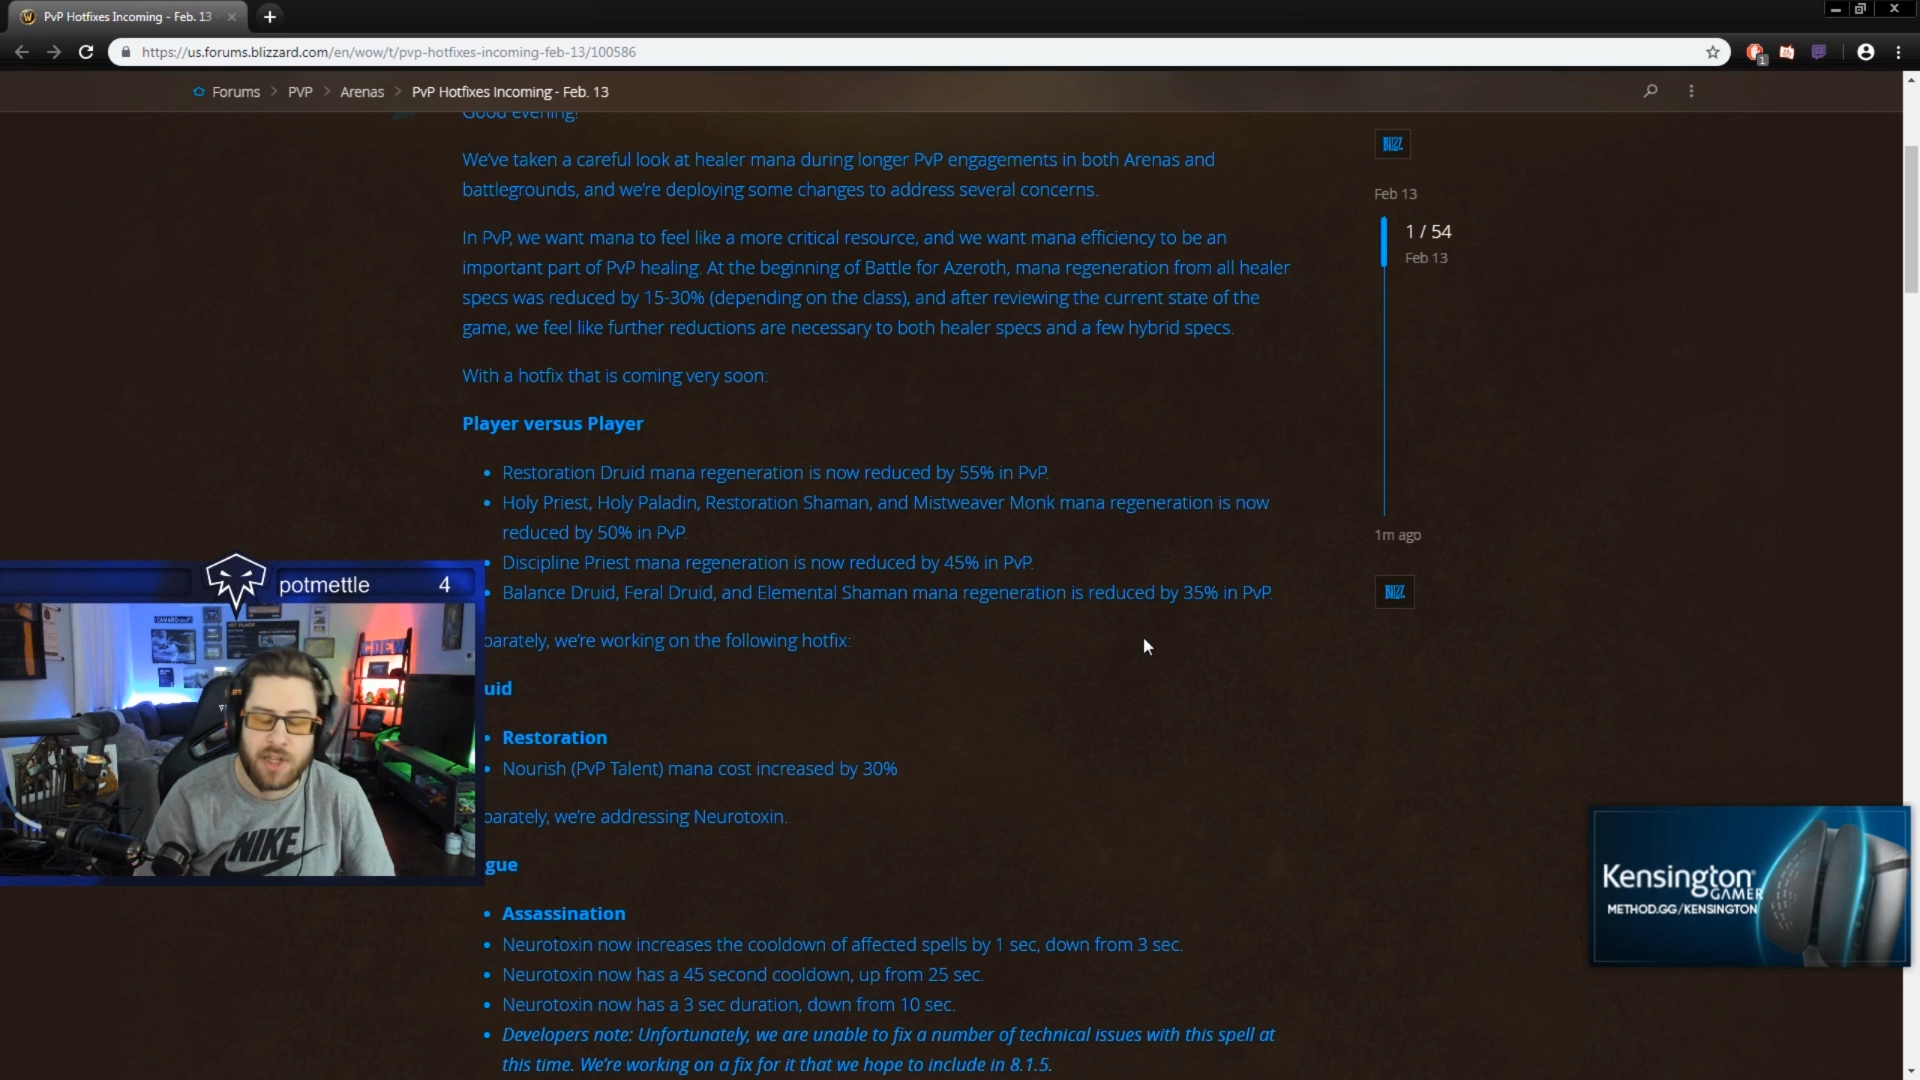 PvP Hotfixes Incoming - Feb. 13
https://us.forums.blizzard.com/en/wow/t/pvp-hotfixes-incoming-feb-13/100586
1
Forums > PVP > Arenas > PvP Hotfixes Incoming - Feb. 13
Good evening!
We've taken a careful look at healer mana during longer PvP engagements in both Arenas and
battlegrounds, and we're deploying some changes to address several concerns.
In PvP, we want mana to feel like a more critical resource, and we want mana efficiency to be an
important part of PvP healing. At the beginning of Battle for Azeroth, mana regeneration from all healer
specs was reduced by 15-30% (depending on the class), and after reviewing the current state of the
game, we feel like further reductions are necessary to both healer specs and a few hybrid specs.
With a hotfix that is coming very soon:
Player versus Player
• Restoration Druid mana regeneration is now reduced by 55% in PvP.
• Holy Priest, Holy Paladin, Restoration Shaman, and Mistweaver Monk mana regeneration is now
reduced by 50% in PvP.
• Discipline Priest mana regeneration is now reduced by 45% in PvP.
• Balance Druid, Feral Druid, and Elemental Shaman mana regeneration is reduced by 35% in PvP.
parately, we're working on the following hotfix:
uid
• Restoration
• Nourish (PvP Talent) mana cost increased by 30%
parately, we're addressing Neurotoxin.
gue
• Assassination
• Neurotoxin now increases the cooldown of affected spells by 1 sec, down from 3 sec.
• Neurotoxin now has a 45 second cooldown, up from 25 sec.
• Neurotoxin now has a 3 sec duration, down from 10 sec.
• Developers note: Unfortunately, we are unable to fix a number of technical issues with this spell at
this time. We're working on a fix for it that we hope to include in 8.1.5.
BLIZZ
Feb 13
1 / 54
Feb 13
1m ago
BLIZZ
potmettle 4
CDEW
NIKE
Kensington
GAMER
METHOD.GG/KENSINGTON